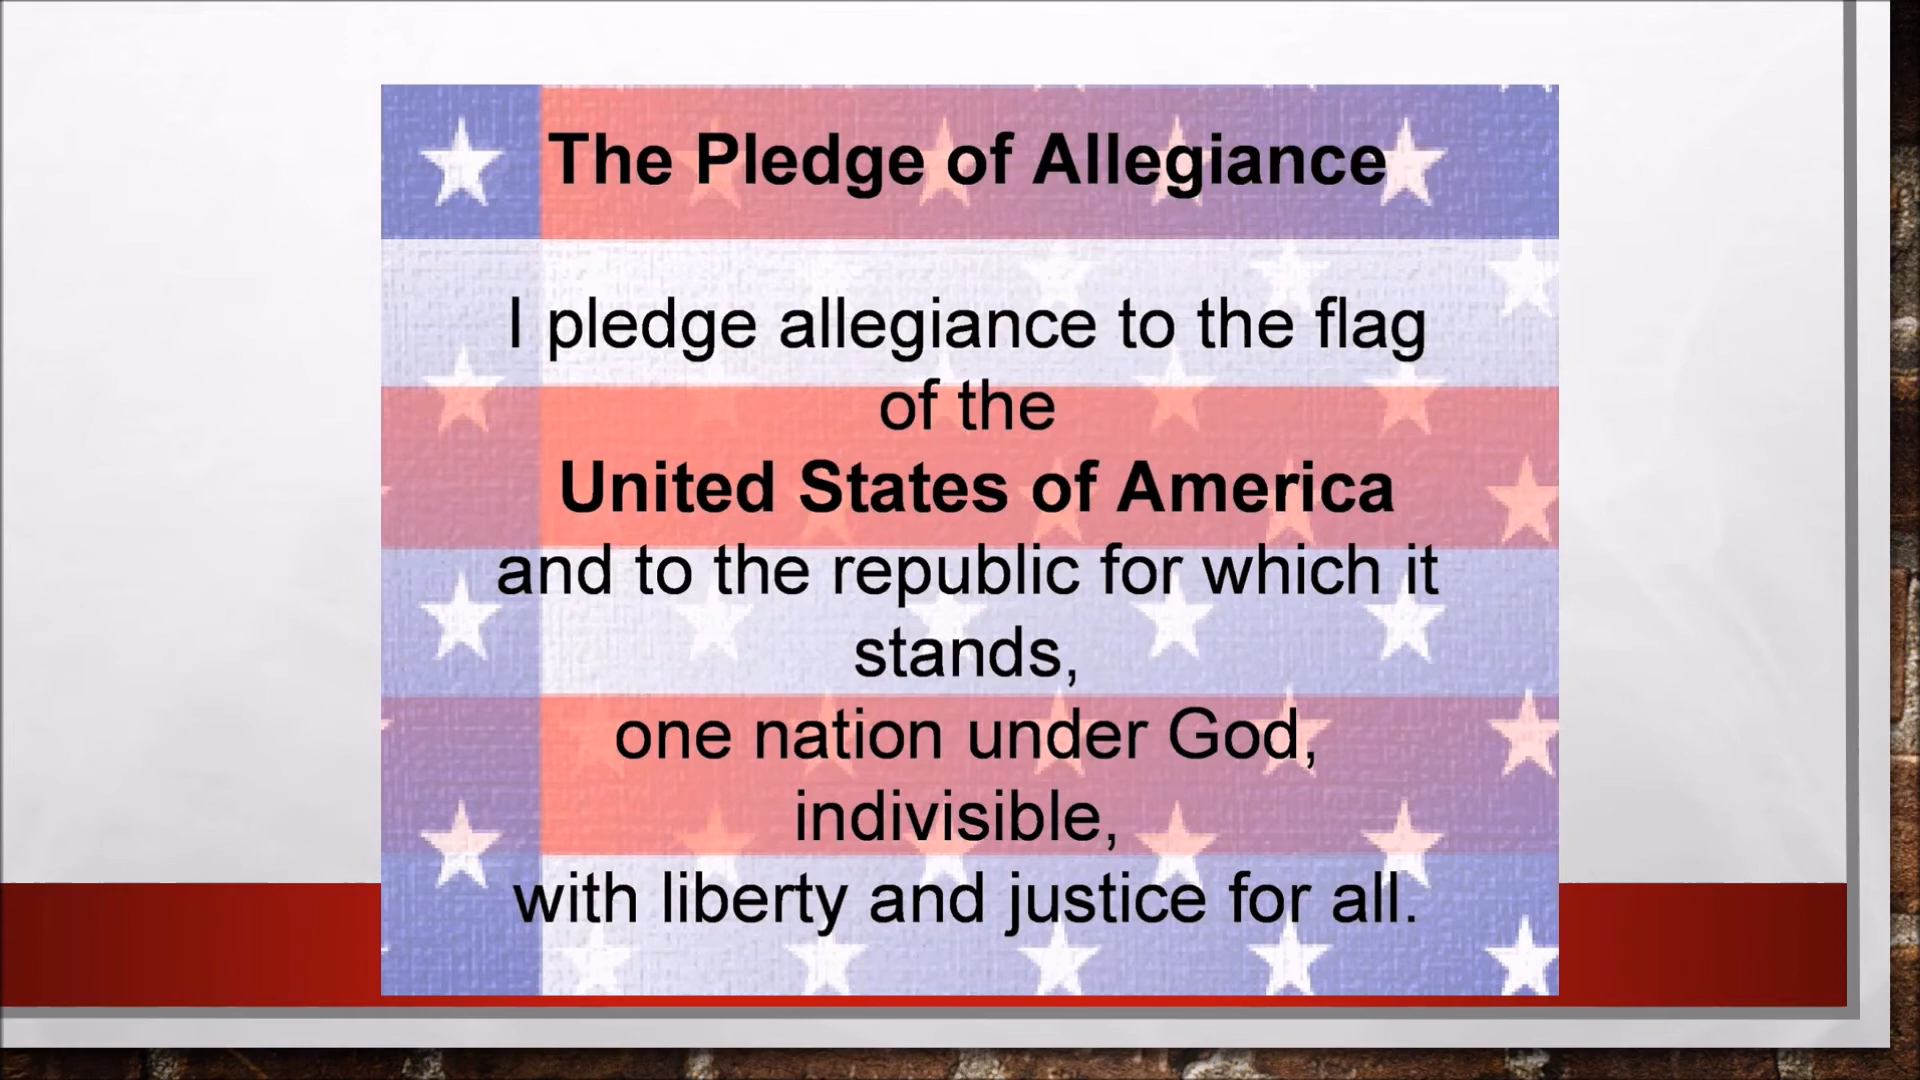 The Pledge of Allegiance
I pledge allegiance to the flag
of the
United States of America
and to the republic for which it
stands,
one nation under God,
indivisible,
with liberty and justice for all.